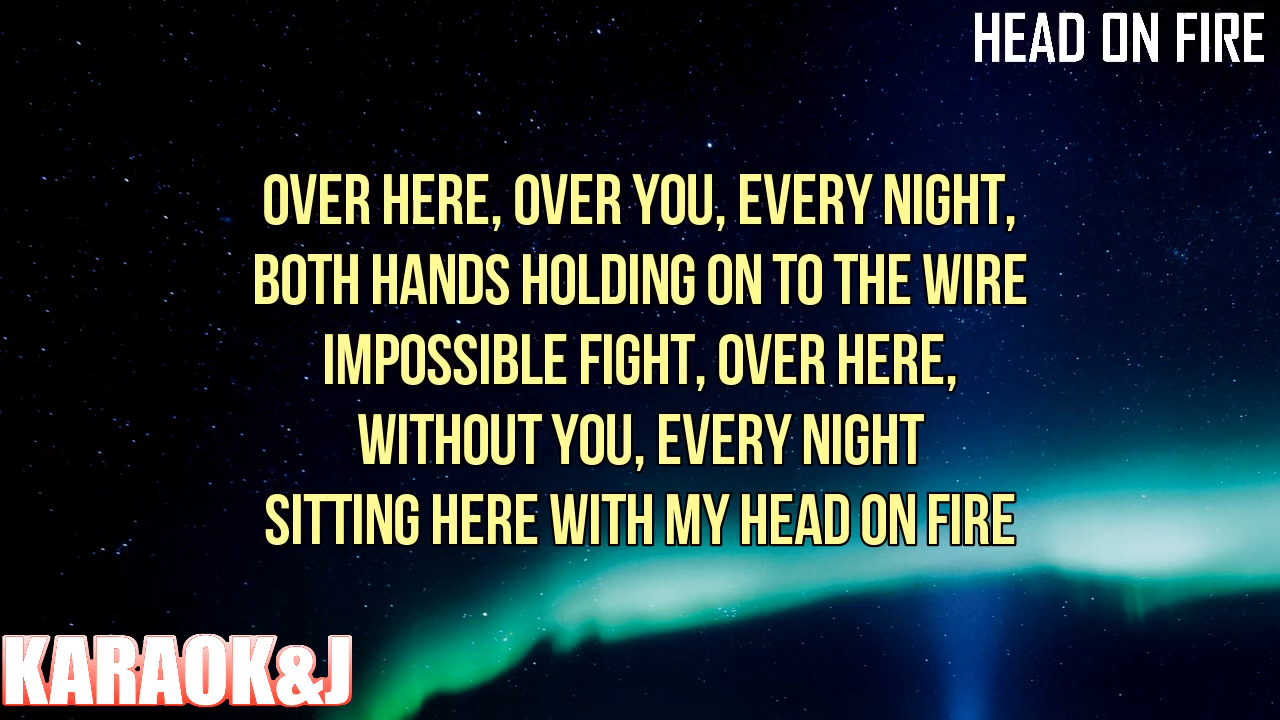 HEAD ON FIRE
OVER HERE, OVER YOU, EVERY NIGHT,
BOTH HANDS HOLDING ON TO THE WIRE
IMPOSSIBLE FIGHT, OVER HERE,
WITHOUT YOU, EVERY NIGHT
SITTING HERE WITH MY HEAD ON FIRE
KARAOK&J